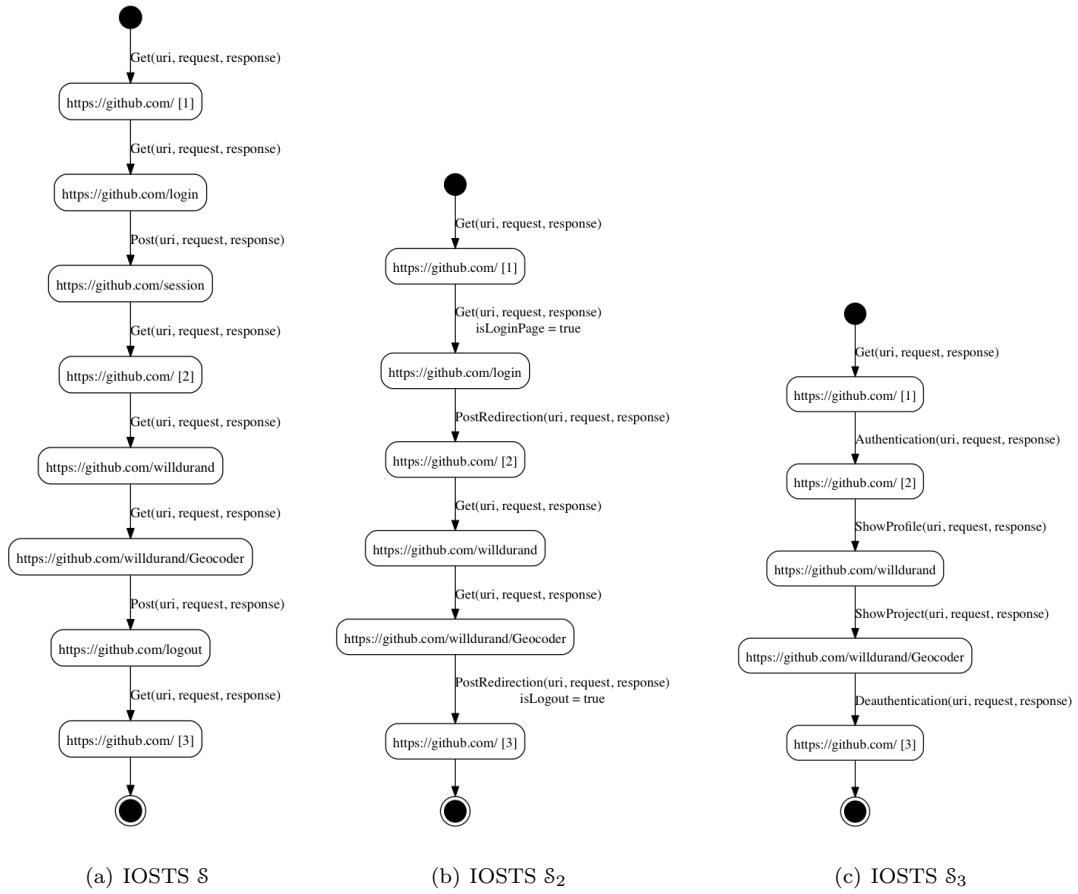 Get(uri, request, response)
https://github.com/ [1]
Get(uri, request, response)
https://github.com/login
Post(uri, request, response)
https://github.com/session
Get(uri, request, response)
https://github.com/ [2]
Get(uri, request, response)
https://github.com/willdurand
Get(uri, request, response)
https://github.com/willdurand/Geocoder
Post(uri, request, response)
https://github.com/logout
Get(uri, request, response)
https://github.com/ [3]
(a) IOSTS 𝒮
Get(uri, request, response)
https://github.com/ [1]
Get(uri, request, response)
isLoginPage = true
https://github.com/login
PostRedirection(uri, request, response)
https://github.com/ [2]
Get(uri, request, response)
https://github.com/willdurand
Get(uri, request, response)
https://github.com/willdurand/Geocoder
PostRedirection(uri, request, response)
isLogout = true
https://github.com/ [3]
(b) IOSTS 𝒮₂
Get(uri, request, response)
https://github.com/ [1]
Authentication(uri, request, response)
https://github.com/ [2]
ShowProfile(uri, request, response)
https://github.com/willdurand
ShowProject(uri, request, response)
https://github.com/willdurand/Geocoder
Deauthentication(uri, request, response)
https://github.com/ [3]
(c) IOSTS 𝒮₃